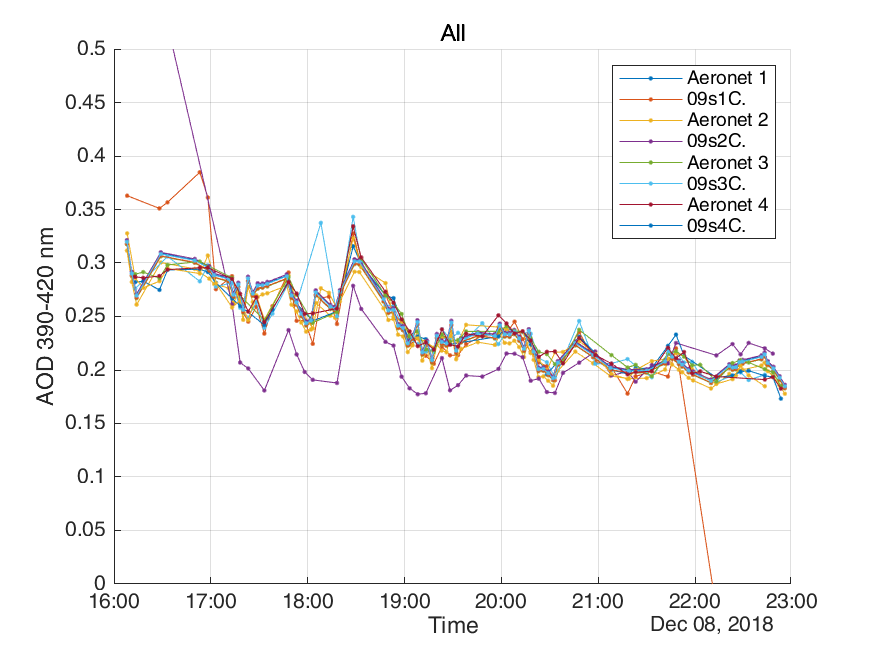 All
0.5
0.45
0.4
0.35
0.3
0.25
0.2
0.15
0.1
0.05
0
AOD 390-420 nm
Aeronet 1
09s1C.
Aeronet 2
09s2C.
Aeronet 3
09s3C.
Aeronet 4
09s4C.
16:00 17:00 18:00 19:00 20:00 21:00 22:00 23:00
Time
Dec 08, 2018